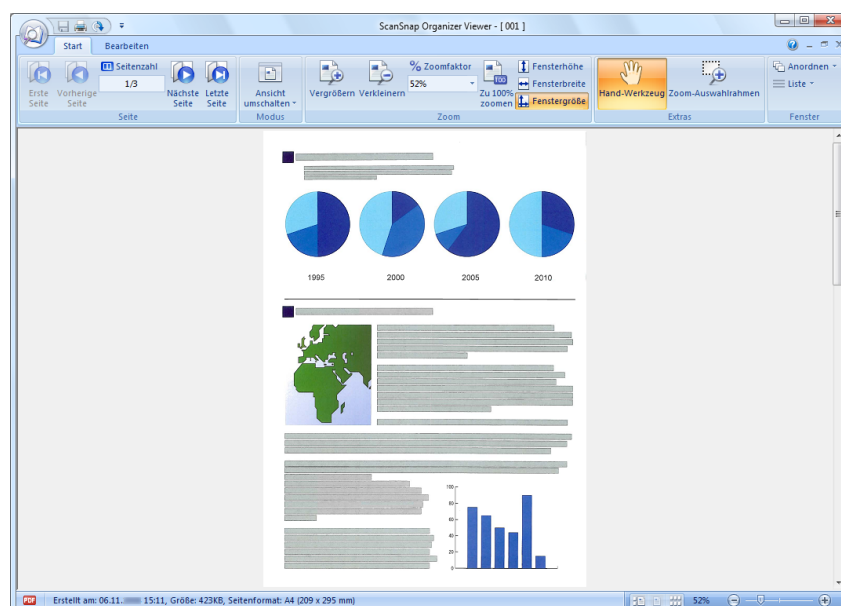 ScanSnap Organizer Viewer - [ 001 ]
Start Bearbeiten
Erste Seite
Vorherige Seite
Seitenzahl
1/3
Nächste Seite
Letzte Seite
Seite
Ansicht umschalten
Modus
Vergrößern
Verkleinern
% Zoomfaktor
52%
Zu 100% zoomen
Fensterhöhe
Fensterbreite
Fenstergröße
Zoom
Hand-Werkzeug
Zoom-Auswahlrahmen
Extras
Anordnen
Liste
Fenster
1995 2000 2005 2010
100
80
60
40
20
0
PDF Erstellt am: 06.11. 15:11, Größe: 423KB, Seitenformat: A4 (209 x 295 mm) 52%